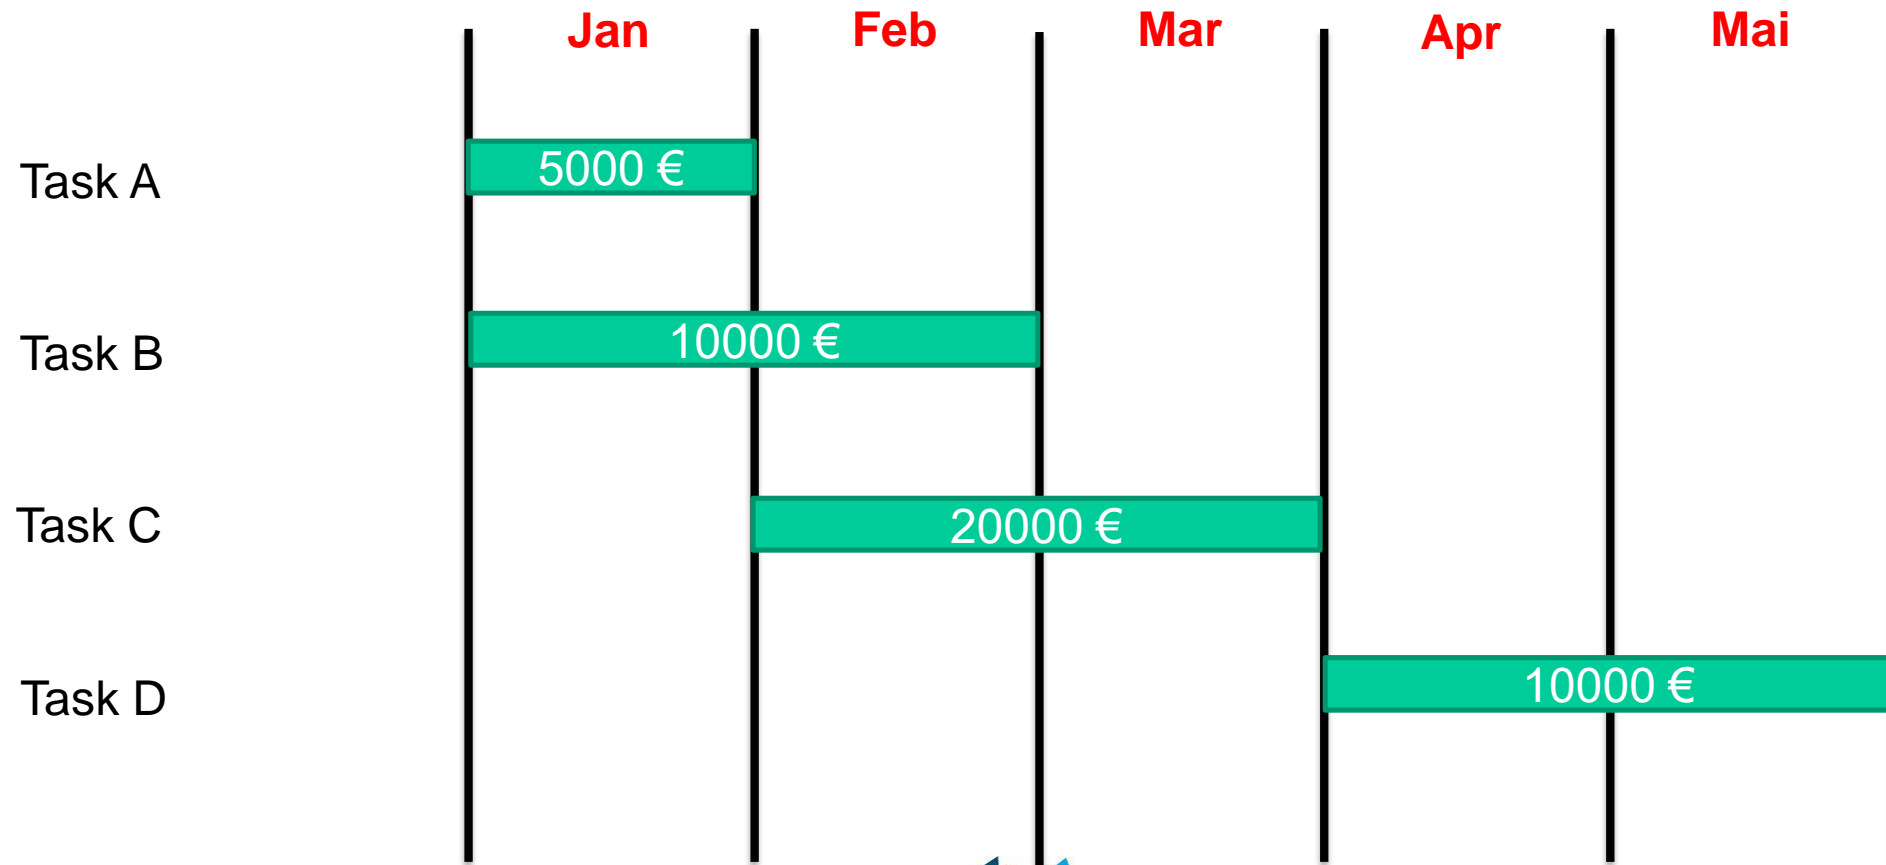 Jan Feb Mar Apr Mai
Task A 5000 €
Task B 10000 €
Task C 20000 €
Task D 10000 €